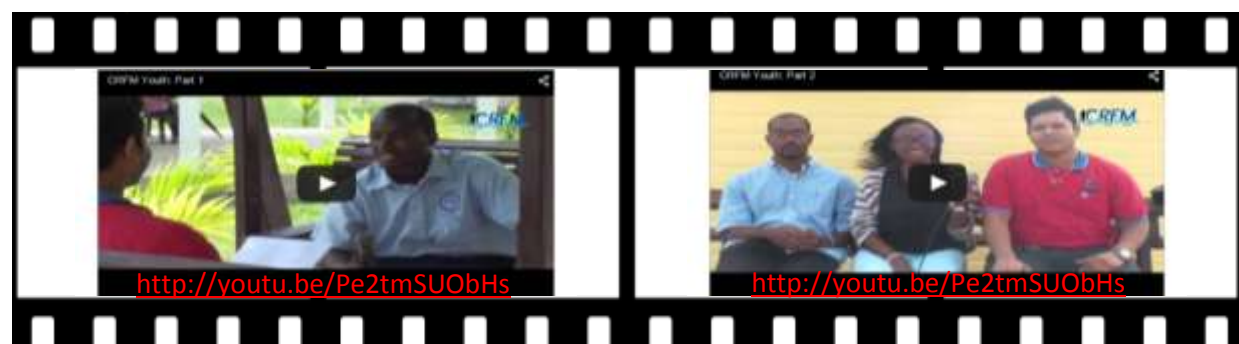 CRFM Youth: Part 1
CRFM
http://youtu.be/Pe2tmSUObHs
CRFM Youth: Part 2
CRFM
http://youtu.be/Pe2tmSUObHs